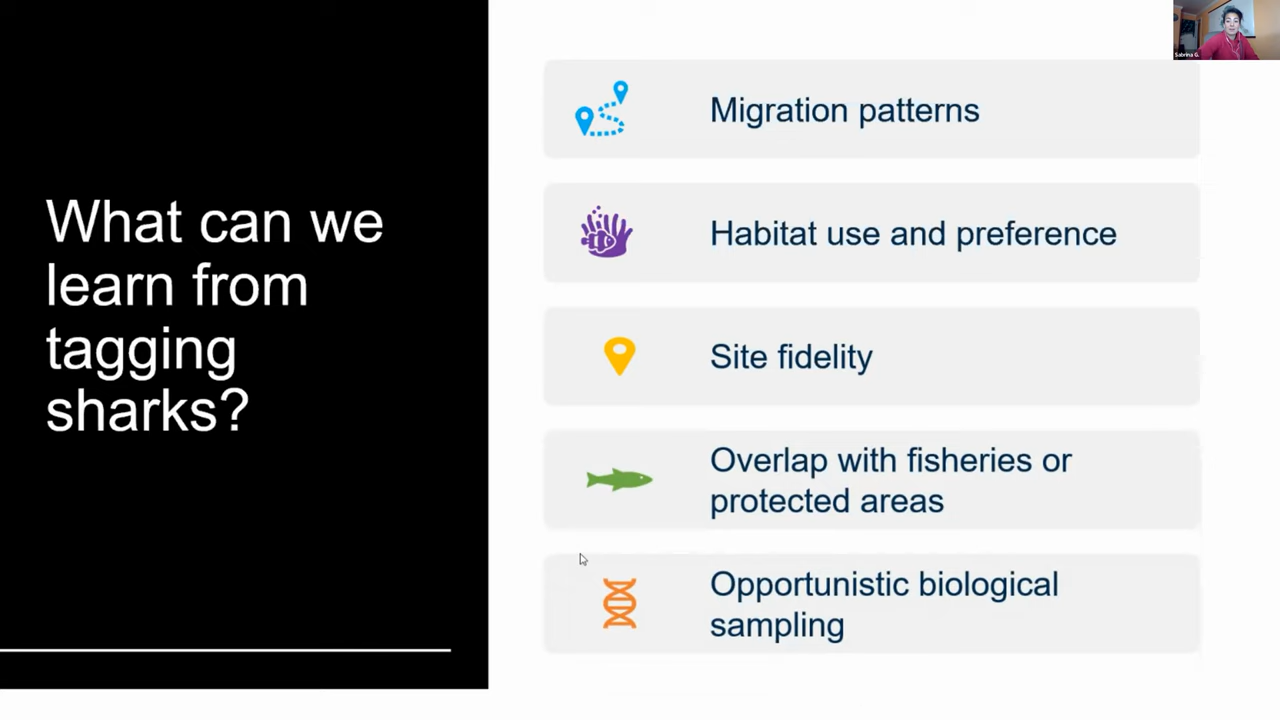 What can we
learn from
tagging
sharks?
Migration patterns
Habitat use and preference
Site fidelity
Overlap with fisheries or
protected areas
Opportunistic biological
sampling
Sabrina G.